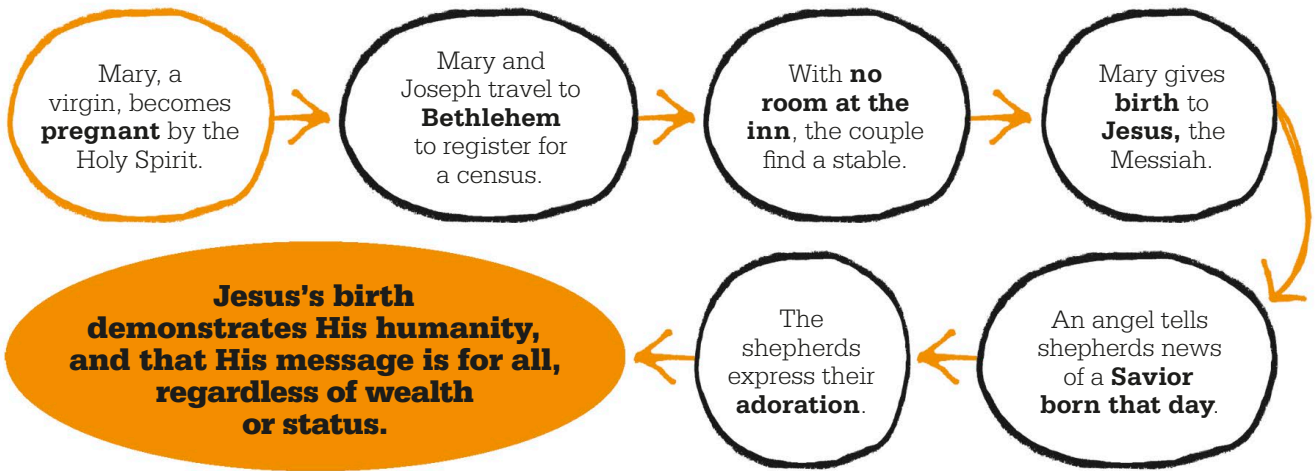 Mary, a
virgin, becomes
pregnant by the
Holy Spirit.
Mary and
Joseph travel to
Bethlehem
to register for
a census.
With no
room at the
inn, the couple
find a stable.
Mary gives
birth to
Jesus, the
Messiah.
An angel tells
shepherds news
of a Savior
born that day.
The
shepherds
express their
adoration.
Jesus's birth
demonstrates His humanity,
and that His message is for all,
regardless of wealth
or status.